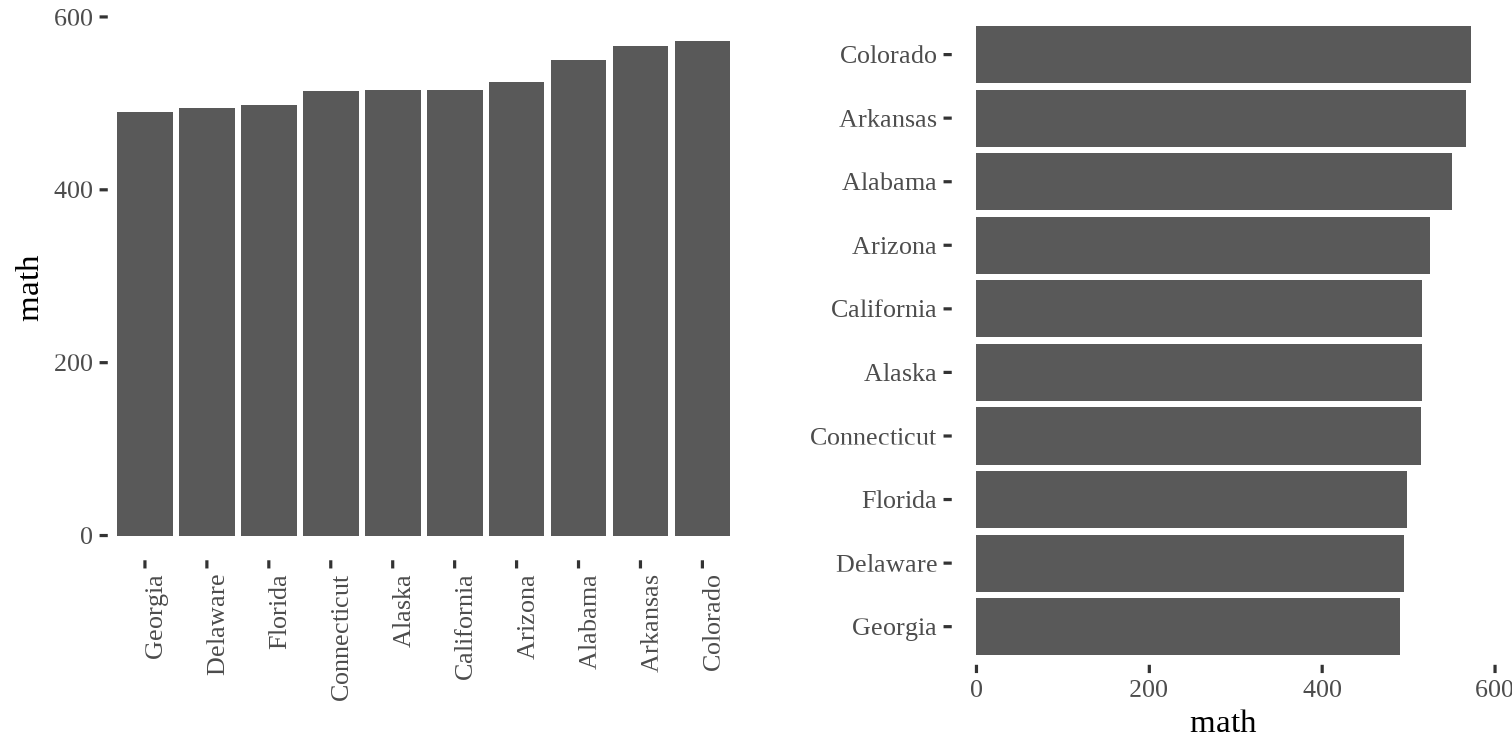 600
400
200
0
math
Georgia
Delaware
Florida
Connecticut
Alaska
California
Arizona
Alabama
Arkansas
Colorado
Colorado
Arkansas
Alabama
Arizona
California
Alaska
Connecticut
Florida
Delaware
Georgia
0 200 400 600
math